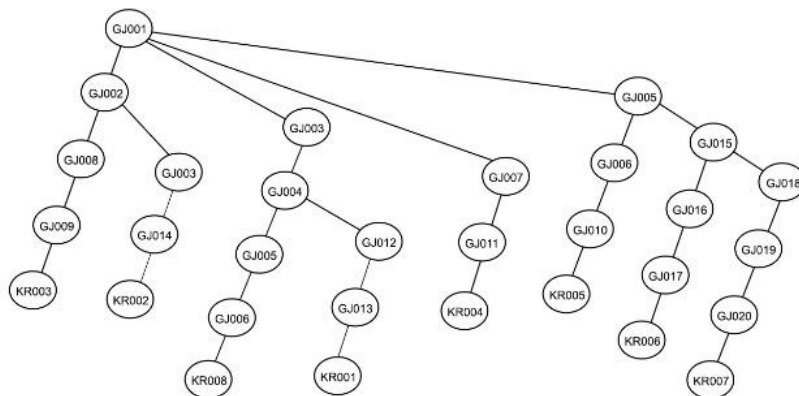 GJ001
GJ002
GJ005
GJ003
GJ015
GJ008
GJ003
GJ006
GJ007
GJ018
GJ004
GJ016
GJ009
GJ014
GJ012
GJ011
GJ010
GJ005
GJ019
GJ017
KR003
KR002
KR005
GJ013
KR004
GJ006
GJ020
KR006
KR008
KR001
KR007